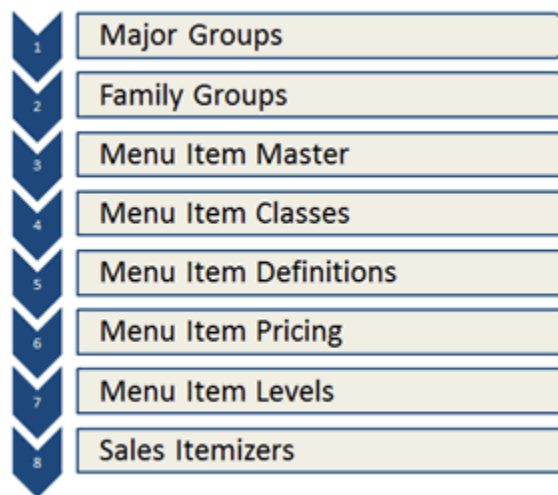 1 Major Groups
2 Family Groups
3 Menu Item Master
4 Menu Item Classes
5 Menu Item Definitions
6 Menu Item Pricing
7 Menu Item Levels
8 Sales Itemizers